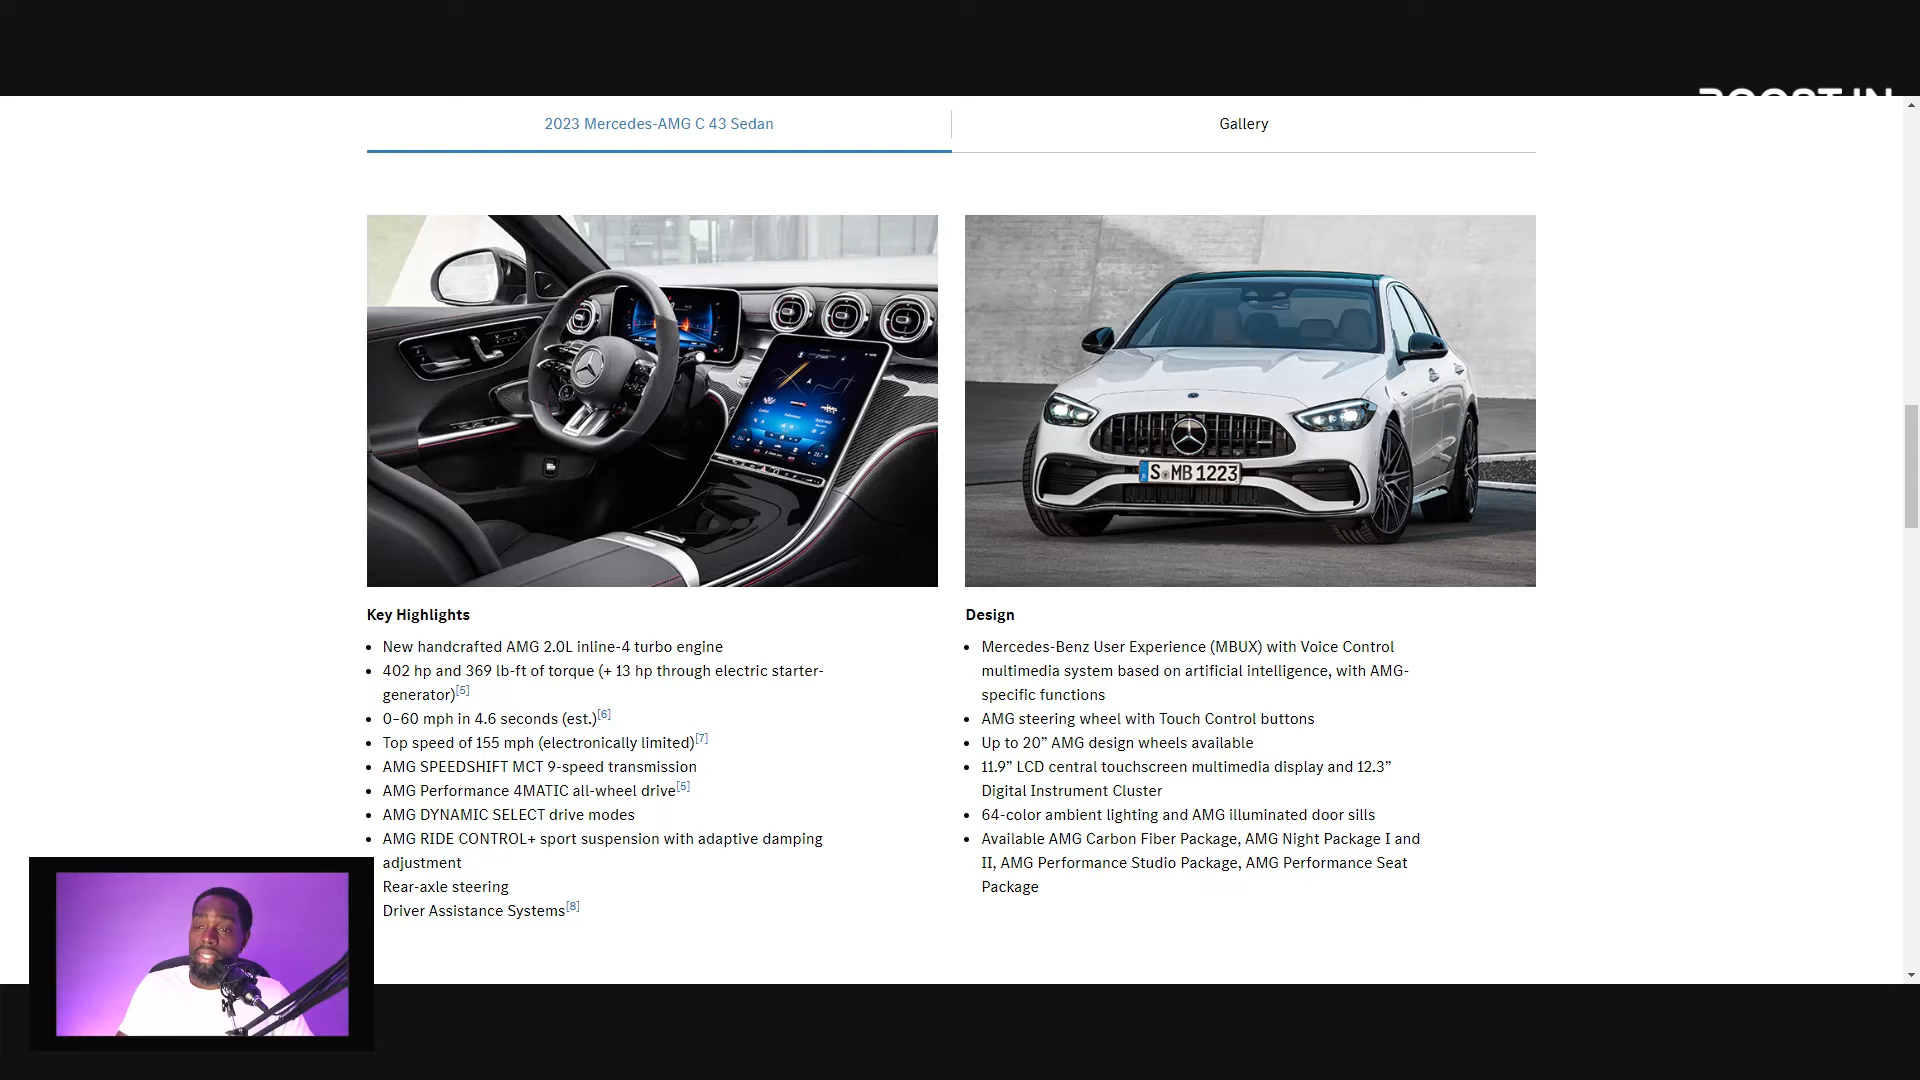 BOOST.IN
2023 Mercedes-AMG C 43 Sedan
Gallery
S MB 1223
Key Highlights
New handcrafted AMG 2.0L inline-4 turbo engine
402 hp and 369 lb-ft of torque (+ 13 hp through electric starter-
generator)[5]
0–60 mph in 4.6 seconds (est.)[6]
Top speed of 155 mph (electronically limited)[7]
AMG SPEEDSHIFT MCT 9-speed transmission
AMG Performance 4MATIC all-wheel drive[5]
AMG DYNAMIC SELECT drive modes
AMG RIDE CONTROL+ sport suspension with adaptive damping
adjustment
Rear-axle steering
Driver Assistance Systems[8]
Design
Mercedes-Benz User Experience (MBUX) with Voice Control
multimedia system based on artificial intelligence, with AMG-
specific functions
AMG steering wheel with Touch Control buttons
Up to 20” AMG design wheels available
11.9” LCD central touchscreen multimedia display and 12.3”
Digital Instrument Cluster
64-color ambient lighting and AMG illuminated door sills
Available AMG Carbon Fiber Package, AMG Night Package I and
II, AMG Performance Studio Package, AMG Performance Seat
Package